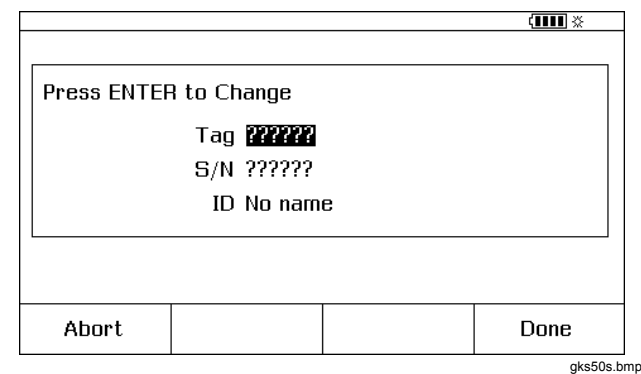 Press ENTER to Change
Tag ??????
S/N ??????
ID No name
Abort
Done
gks50s.bmp